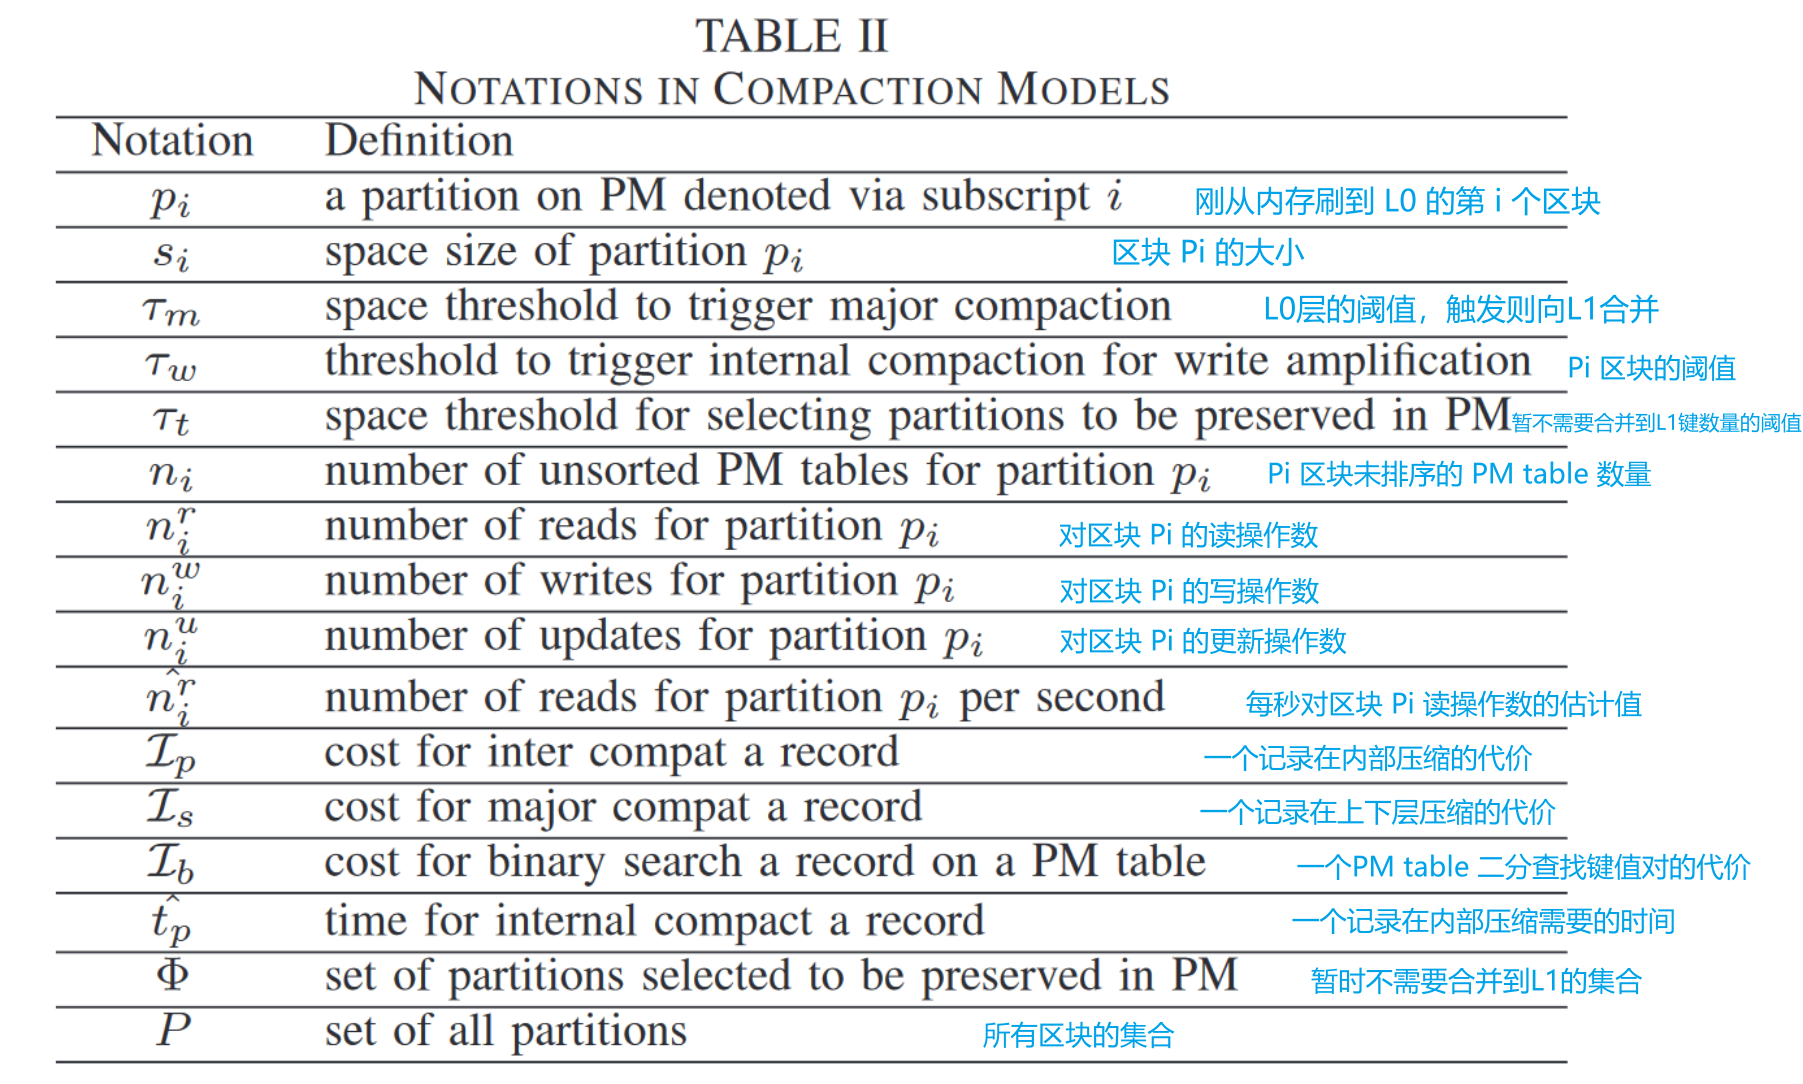 TABLE II
NOTATIONS IN COMPACTION MODELS
Notation Definition
p_i a partition on PM denoted via subscript i 刚从内存刷到 L0 的第 i 个区块
s_i space size of partition p_i 区块 Pi 的大小
τ_m space threshold to trigger major compaction L0层的阈值，触发则向L1合并
τ_w threshold to trigger internal compaction for write amplification Pi 区块的阈值
τ_t space threshold for selecting partitions to be preserved in PM 暂不需要合并到L1键数量的阈值
n_i number of unsorted PM tables for partition p_i Pi 区块未排序的 PM table 数量
n_i^r number of reads for partition p_i 对区块 Pi 的读操作数
n_i^w number of writes for partition p_i 对区块 Pi 的写操作数
n_i^u number of updates for partition p_i 对区块 Pi 的更新操作数
\hat{n_i^r} number of reads for partition p_i per second 每秒对区块 Pi 读操作数的估计值
I_p cost for inter compat a record 一个记录在内部压缩的代价
I_s cost for major compat a record 一个记录在上下层压缩的代价
I_b cost for binary search a record on a PM table 一个PM table 二分查找键值对的代价
\hat{t_p} time for internal compact a record 一个记录在内部压缩需要的时间
Φ set of partitions selected to be preserved in PM 暂时不需要合并到L1的集合
P set of all partitions 所有区块的集合